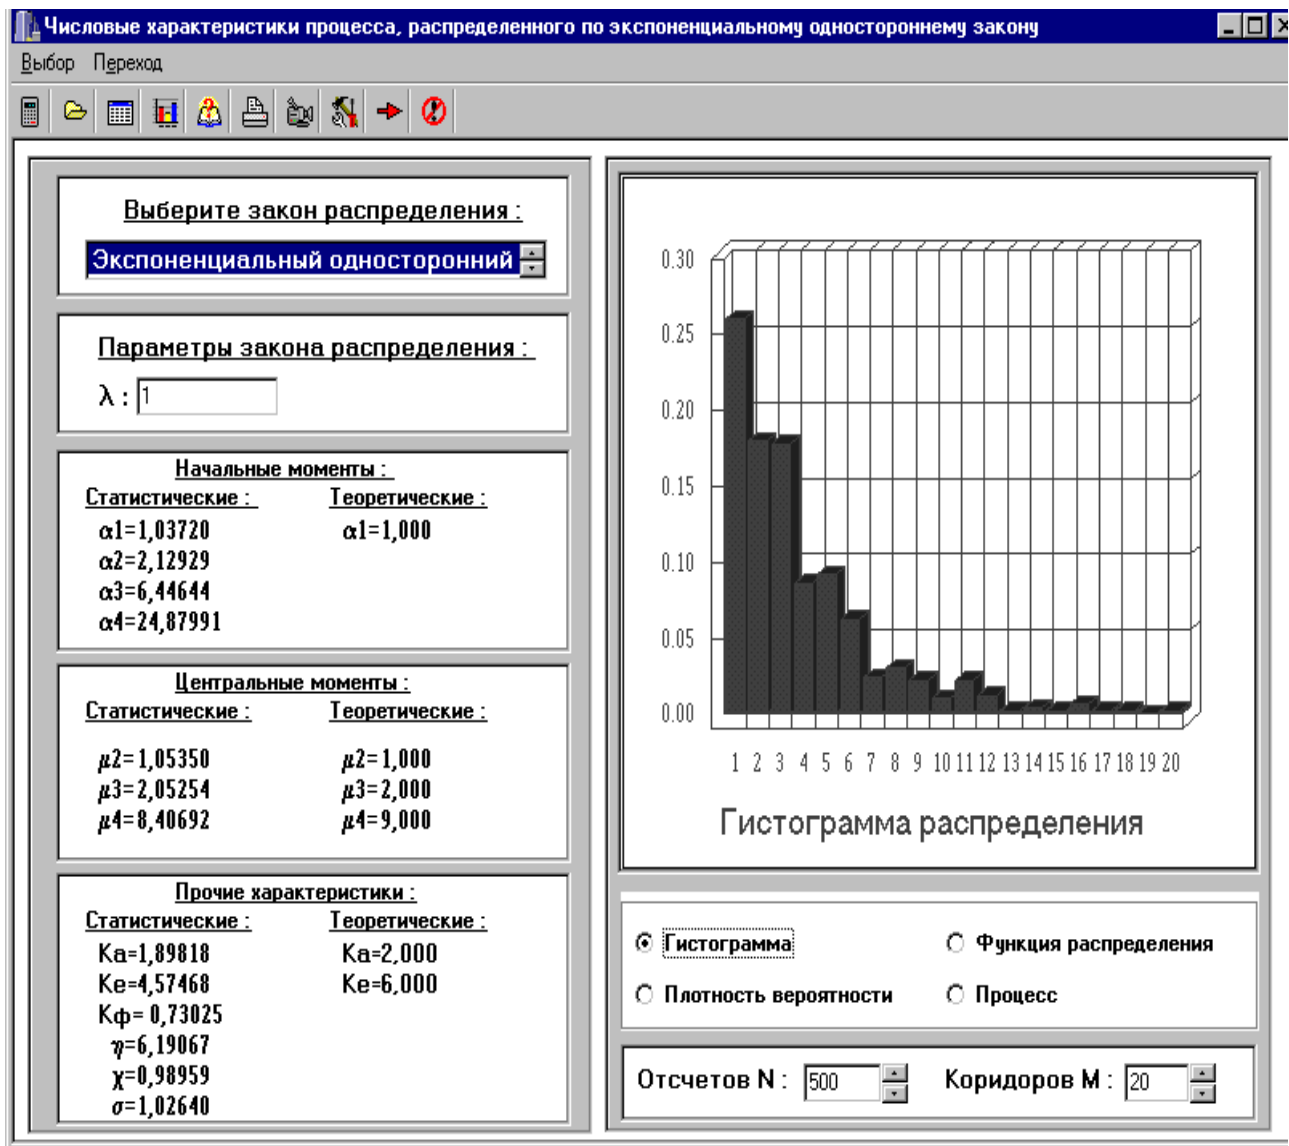 Числовые характеристики процесса, распределенного по экспоненциальному одностороннему закону
Выбор Переход
Выберите закон распределения :
Экспоненциальный односторонний
Параметры закона распределения :
λ : 1
Начальные моменты :
Статистические : Теоретические :
α1=1,03720 α1=1,000
α2=2,12929
α3=6,44644
α4=24,87991
Центральные моменты :
Статистические : Теоретические :
μ2=1,05350 μ2=1,000
μ3=2,05254 μ3=2,000
μ4=8,40692 μ4=9,000
Прочие характеристики :
Статистические : Теоретические :
Ка=1,89818 Ка=2,000
Ке=4,57468 Ке=6,000
Кф= 0,73025
η=6,19067
χ=0,98959
σ=1,02640
0.30
0.25
0.20
0.15
0.10
0.05
0.00
1 2 3 4 5 6 7 8 9 10 11 12 13 14 15 16 17 18 19 20
Гистограмма распределения
Гистограмма Функция распределения
Плотность вероятности Процесс
Отсчетов N : 500 Коридоров М : 20